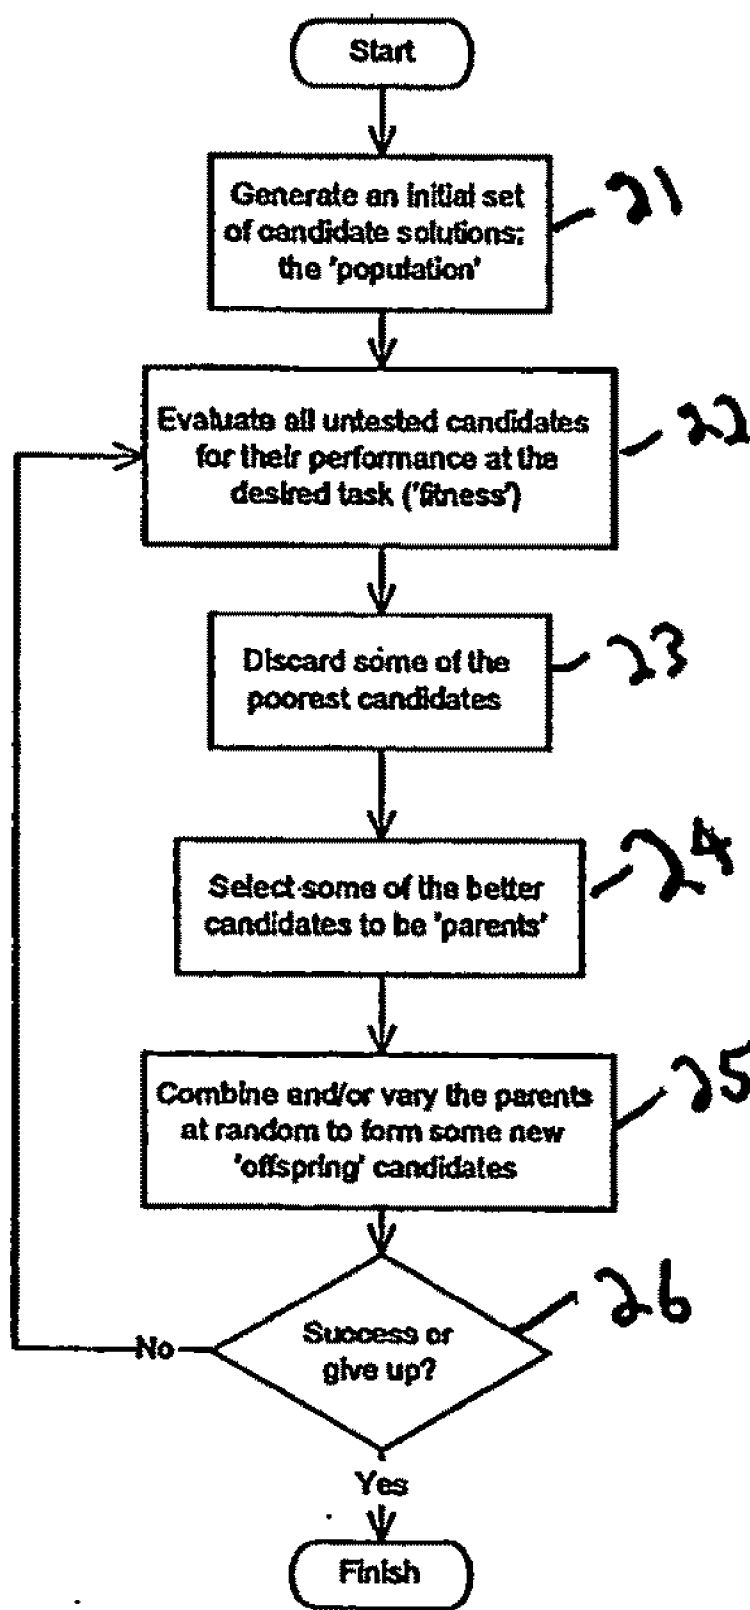 Start
Generate an initial set
of candidate solutions;
the 'population'
21
Evaluate all untested candidates
for their performance at the
desired task ('fitness')
22
Discard some of the
poorest candidates
23
Select some of the better
candidates to be 'parents'
24
Combine and/or vary the parents
at random to form some new
'offspring' candidates
25
Success or
give up?
26
No
Yes
Finish